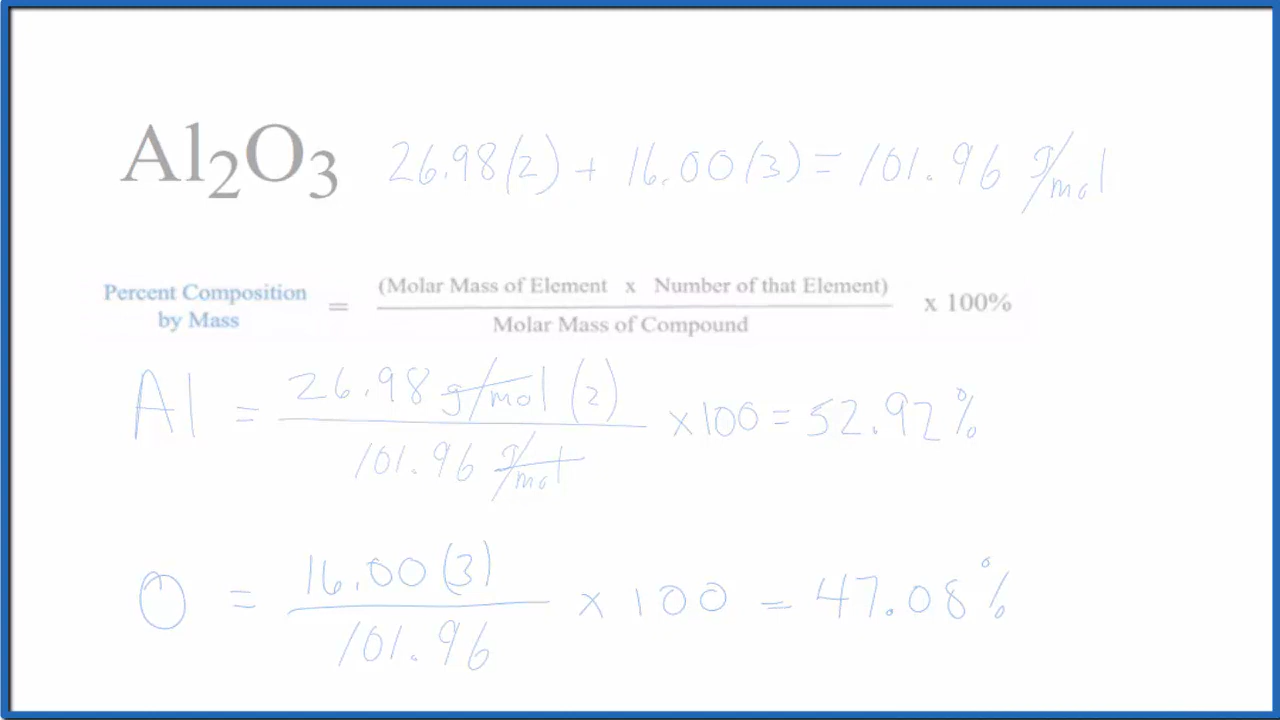 Al₂O₃ 26.98(2) + 16.00(3) = 101.96 g/mol
Percent Composition by Mass = (Molar Mass of Element x Number of that Element) / Molar Mass of Compound x 100%
Al = 26.98 g/mol (2) / 101.96 g/mol x 100 = 52.92%
O = 16.00(3) / 101.96 x 100 = 47.08%